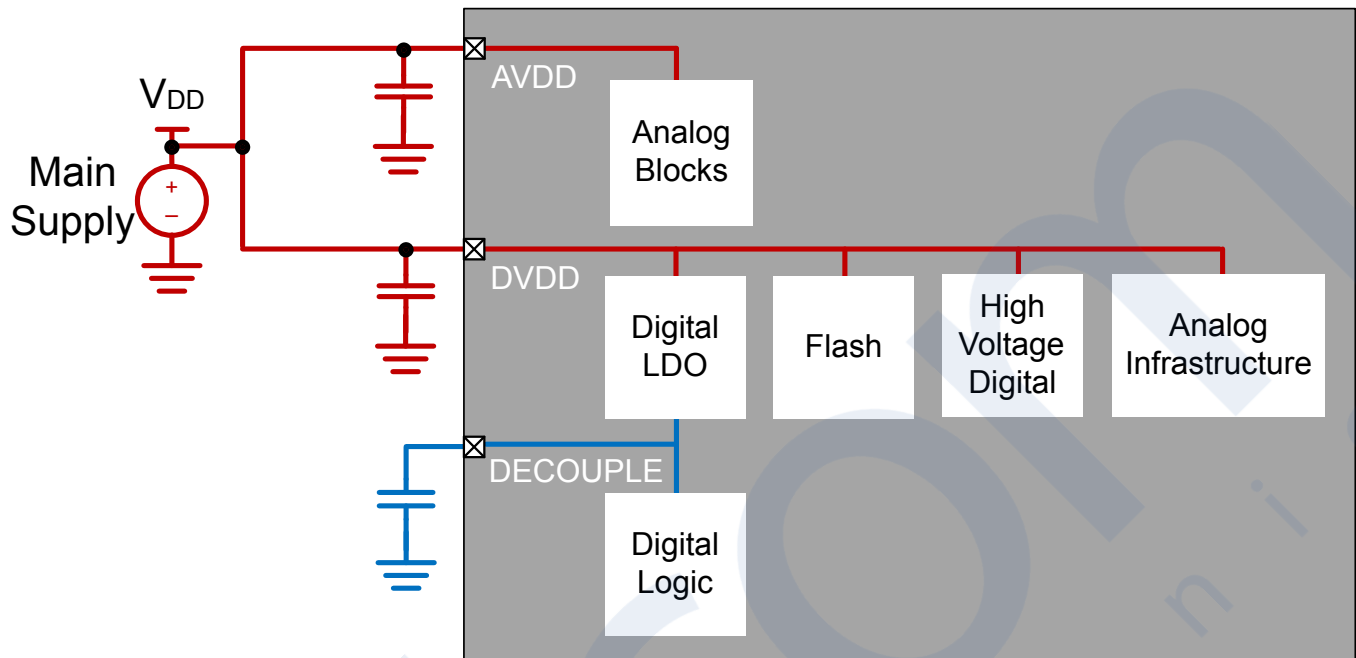 VDD
Main
Supply
+
–
AVDD
Analog
Blocks
DVDD
Digital
LDO
Flash
High
Voltage
Digital
Analog
Infrastructure
DECOUPLE
Digital
Logic